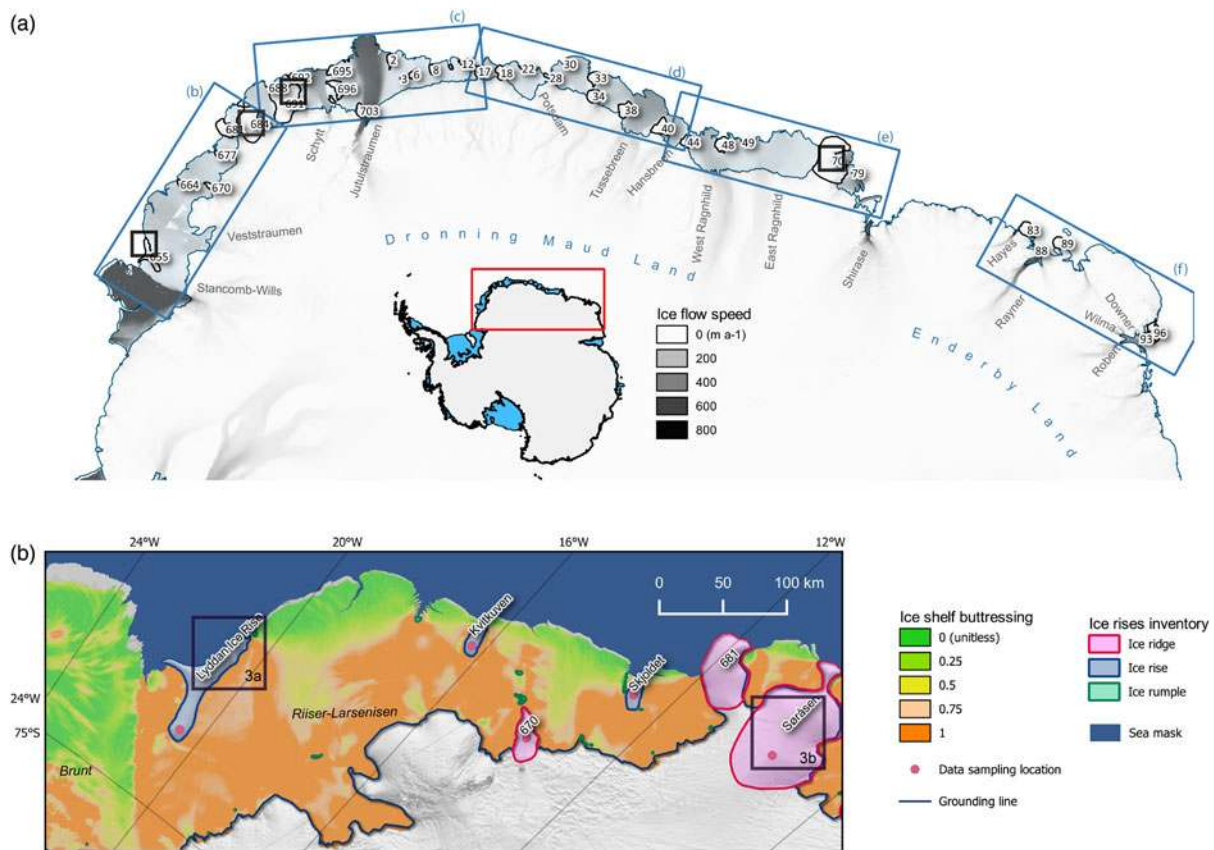 (a)
(b)
(c)
(d)
(e)
(f)
2
3
6
8
12
17
18
22
28
30
33
34
38
40
44
48
49
70
79
83
88
89
93
96
655
664
670
677
681
684
688
691
692
695
696
703
Schytt
Jutulstraumen
Potsdam
Tussebreen
Hansbreen
West Ragnhild
East Ragnhild
Shirase
Hayes
Rayner
Downer
Wilma
Robert
Veststraumen
Stancomb-Wills
Dronning Maud Land
Enderby Land
Ice flow speed
0 (m a-1)
200
400
600
800
(b)
24°W
20°W
16°W
12°W
24°W
75°S
0 50 100 km
Lyddan Ice Rise
3a
Kvitkuven
Skjoldet
681
670
Søråsen
3b
Riiser-Larsenisen
Brunt
Ice shelf buttressing
0 (unitless)
0.25
0.5
0.75
1
Data sampling location
Grounding line
Ice rises inventory
Ice ridge
Ice rise
Ice rumple
Sea mask